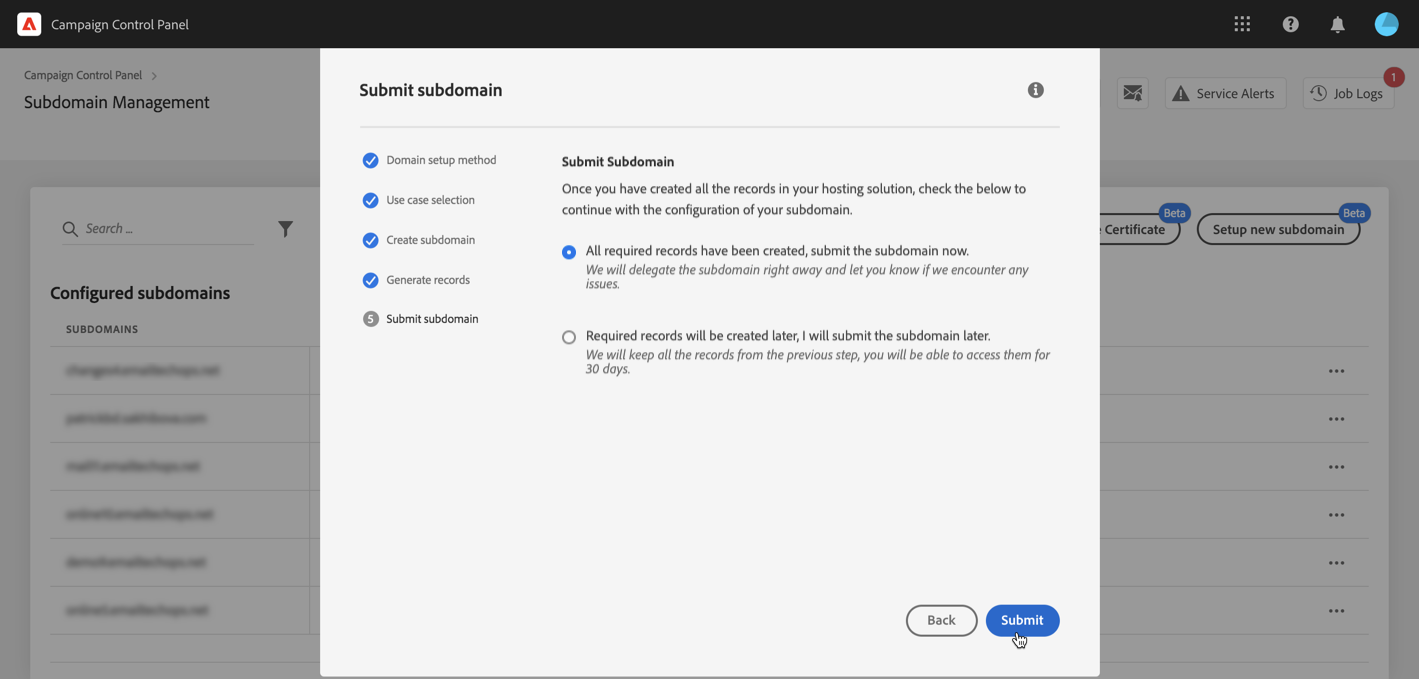 Campaign Control Panel
Campaign Control Panel
Subdomain Management
Service Alerts
Job Logs
1
Search ...
Certificate
Beta
Setup new subdomain
Beta
Configured subdomains
SUBDOMAINS
Submit subdomain
Domain setup method
Use case selection
Create subdomain
Generate records
5
Submit subdomain
Submit Subdomain
Once you have created all the records in your hosting solution, check the below to
continue with the configuration of your subdomain.
All required records have been created, submit the subdomain now.
We will delegate the subdomain right away and let you know if we encounter any
issues.
Required records will be created later, I will submit the subdomain later.
We will keep all the records from the previous step, you will be able to access them for
30 days.
Back
Submit